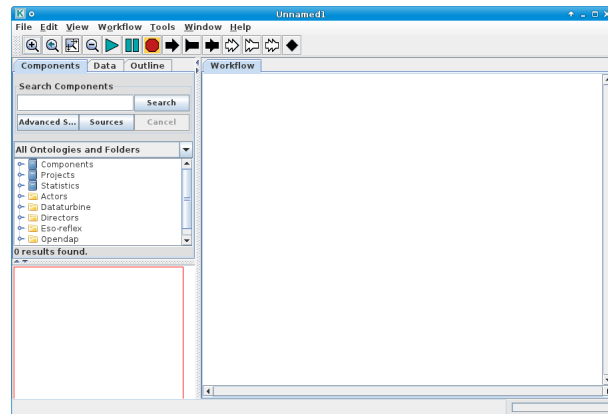 Unnamed1
File Edit View Workflow Tools Window Help
Components Data Outline
Workflow
Search Components
Search
Advanced S... Sources Cancel
All Ontologies and Folders
Components
Projects
Statistics
Actors
Dataturbine
Directors
Eso-reflex
Opendap
0 results found.